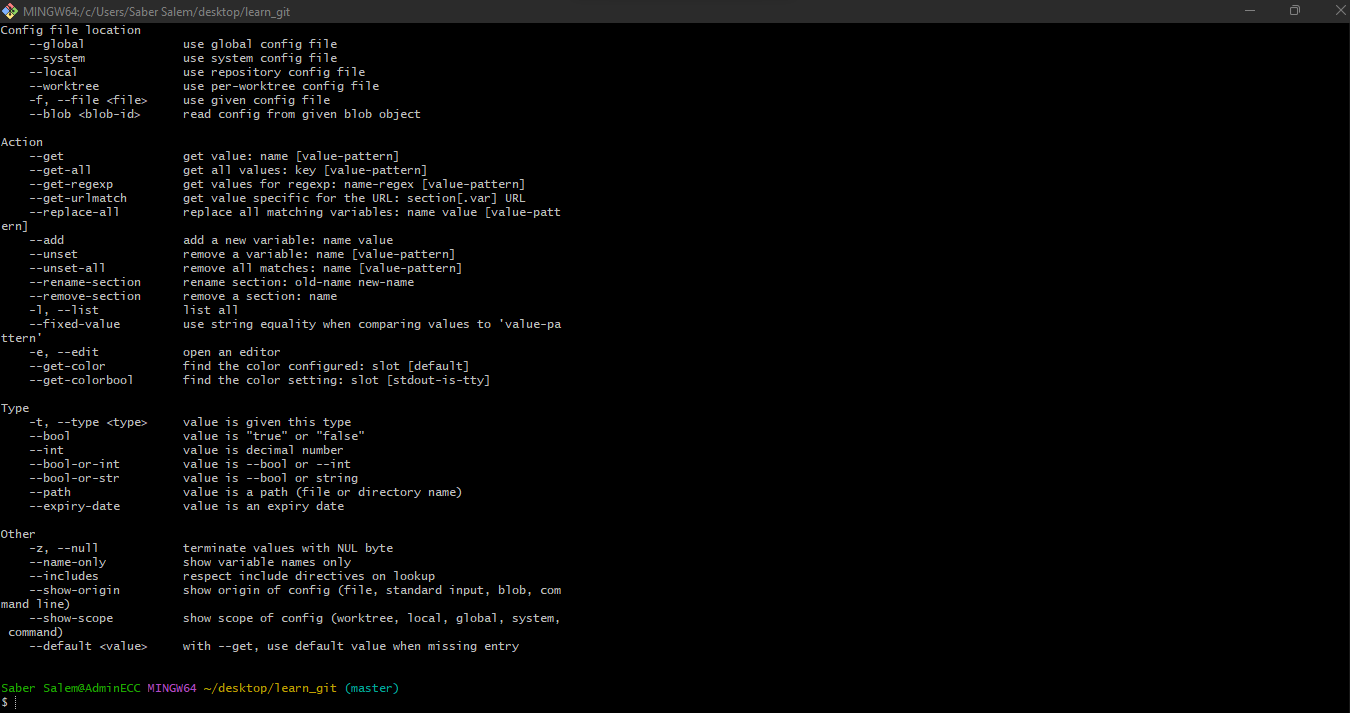 MINGW64:/c/Users/Saber Salem/desktop/learn_git
Config file location
    --global              use global config file
    --system              use system config file
    --local               use repository config file
    --worktree            use per-worktree config file
    -f, --file <file>     use given config file
    --blob <blob-id>      read config from given blob object

Action
    --get                 get value: name [value-pattern]
    --get-all             get all values: key [value-pattern]
    --get-regexp          get values for regexp: name-regex [value-pattern]
    --get-urlmatch        get value specific for the URL: section[.var] URL
    --replace-all         replace all matching variables: name value [value-patt
ern]
    --add                 add a new variable: name value
    --unset               remove a variable: name [value-pattern]
    --unset-all           remove all matches: name [value-pattern]
    --rename-section      rename section: old-name new-name
    --remove-section      remove a section: name
    -l, --list            list all
    --fixed-value         use string equality when comparing values to 'value-pa
ttern'
    -e, --edit            open an editor
    --get-color           find the color configured: slot [default]
    --get-colorbool       find the color setting: slot [stdout-is-tty]

Type
    -t, --type <type>     value is given this type
    --bool                value is "true" or "false"
    --int                 value is decimal number
    --bool-or-int         value is --bool or --int
    --bool-or-str         value is --bool or string
    --path                value is a path (file or directory name)
    --expiry-date         value is an expiry date

Other
    -z, --null            terminate values with NUL byte
    --name-only           show variable names only
    --includes            respect include directives on lookup
    --show-origin         show origin of config (file, standard input, blob, com
mand line)
    --show-scope          show scope of config (worktree, local, global, system,
 command)
    --default <value>     with --get, use default value when missing entry

Saber Salem@AdminECC MINGW64 ~/desktop/learn_git (master)
$